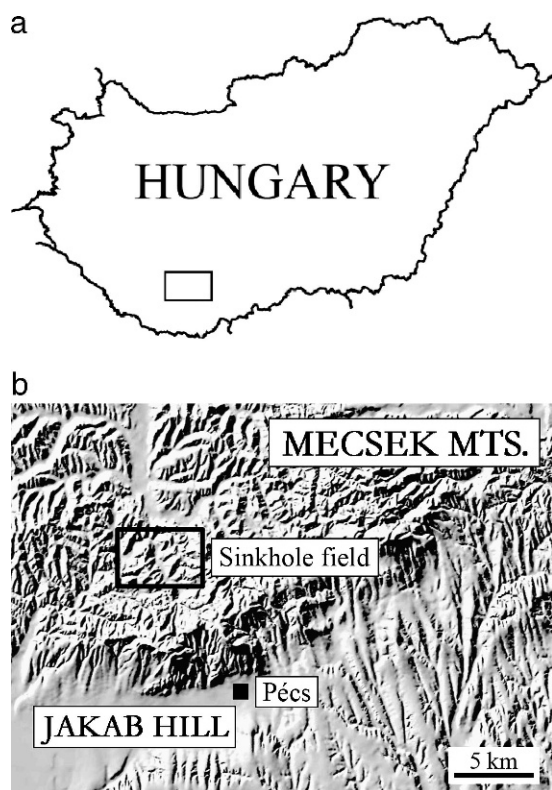 a
HUNGARY
b
MECSEK MTS.
Sinkhole field
Pécs
JAKAB HILL
5 km